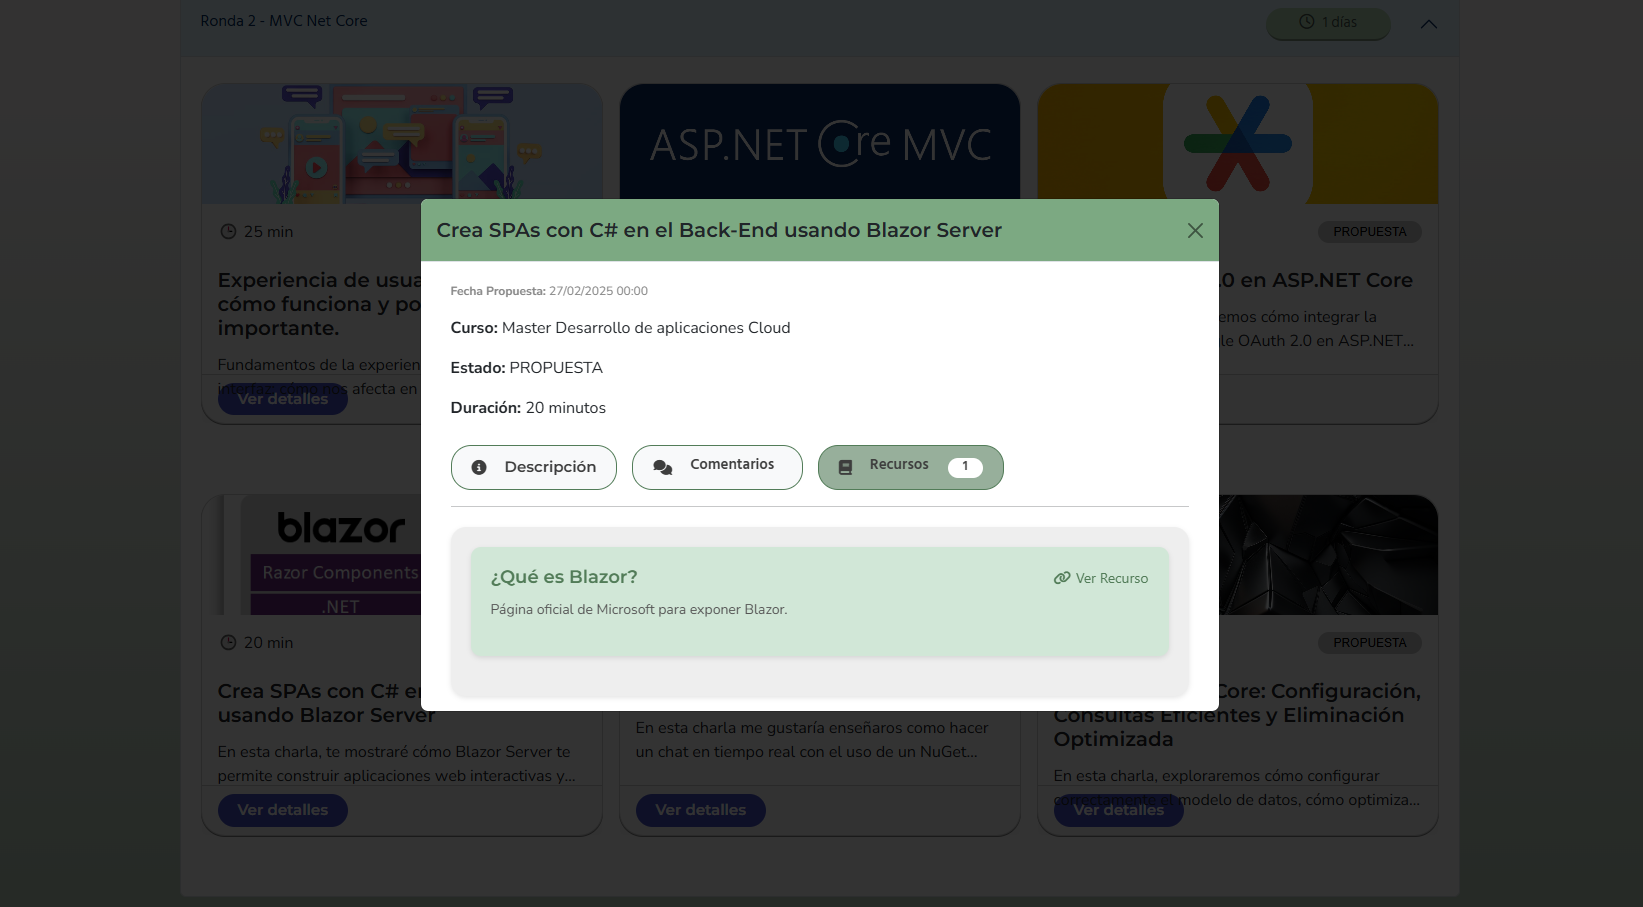 Ronda 2 - MVC Net Core
1 días
ASP.NET Core MVC
25 min
PROPUESTA
Experiencia de usua
cómo funciona y po
importante.
Fundamentos de la experien
interfaz: cómo nos afecta en
Ver detalles
.0 en ASP.NET Core
emos cómo integrar la
le OAuth 2.0 en ASP.NET...
Crea SPAs con C# en el Back-End usando Blazor Server
Fecha Propuesta: 27/02/2025 00:00
Curso: Master Desarrollo de aplicaciones Cloud
Estado: PROPUESTA
Duración: 20 minutos
Descripción
Comentarios
Recursos 1
¿Qué es Blazor?
Ver Recurso
Página oficial de Microsoft para exponer Blazor.
blazor
Razor Components
.NET
20 min
Crea SPAs con C# e
usando Blazor Server
En esta charla, te mostraré cómo Blazor Server te
permite construir aplicaciones web interactivas y...
Ver detalles
En esta charla me gustaría enseñaros como hacer
un chat en tiempo real con el uso de un NuGet...
Ver detalles
PROPUESTA
Core: Configuración,
Consultas Eficientes y Eliminación
Optimizada
En esta charla, exploraremos cómo configurar
correctamente el modelo de datos, cómo optimiza...
Ver detalles